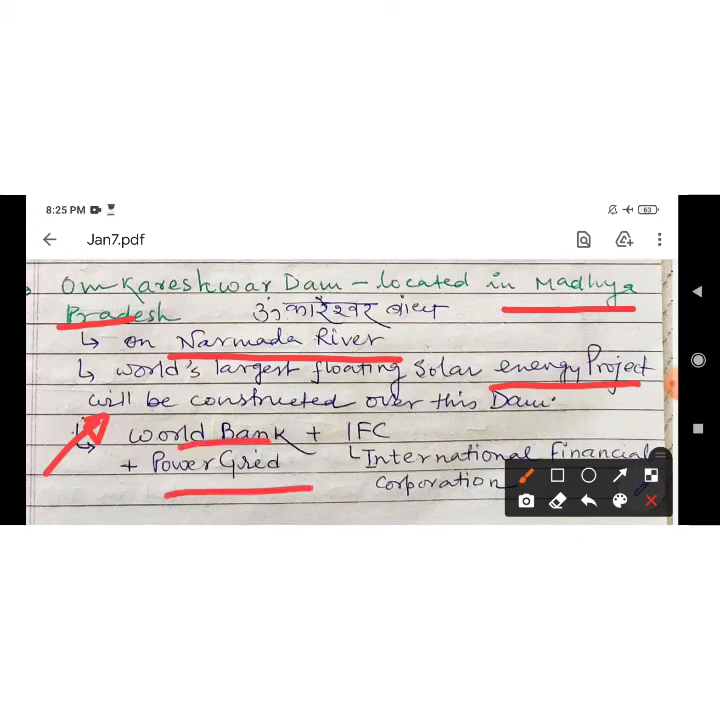 8:25 PM
63
Jan7.pdf
Omkareshwar Dam - located in Madhya
Pradesh ओंकारेश्वर बांध
↳ on Narmada River
↳ world's largest floating solar energy Project
will be constructed over this Dam.
↳ World Bank + IFC
+ Power Grid ↳ International Financial
Corporation